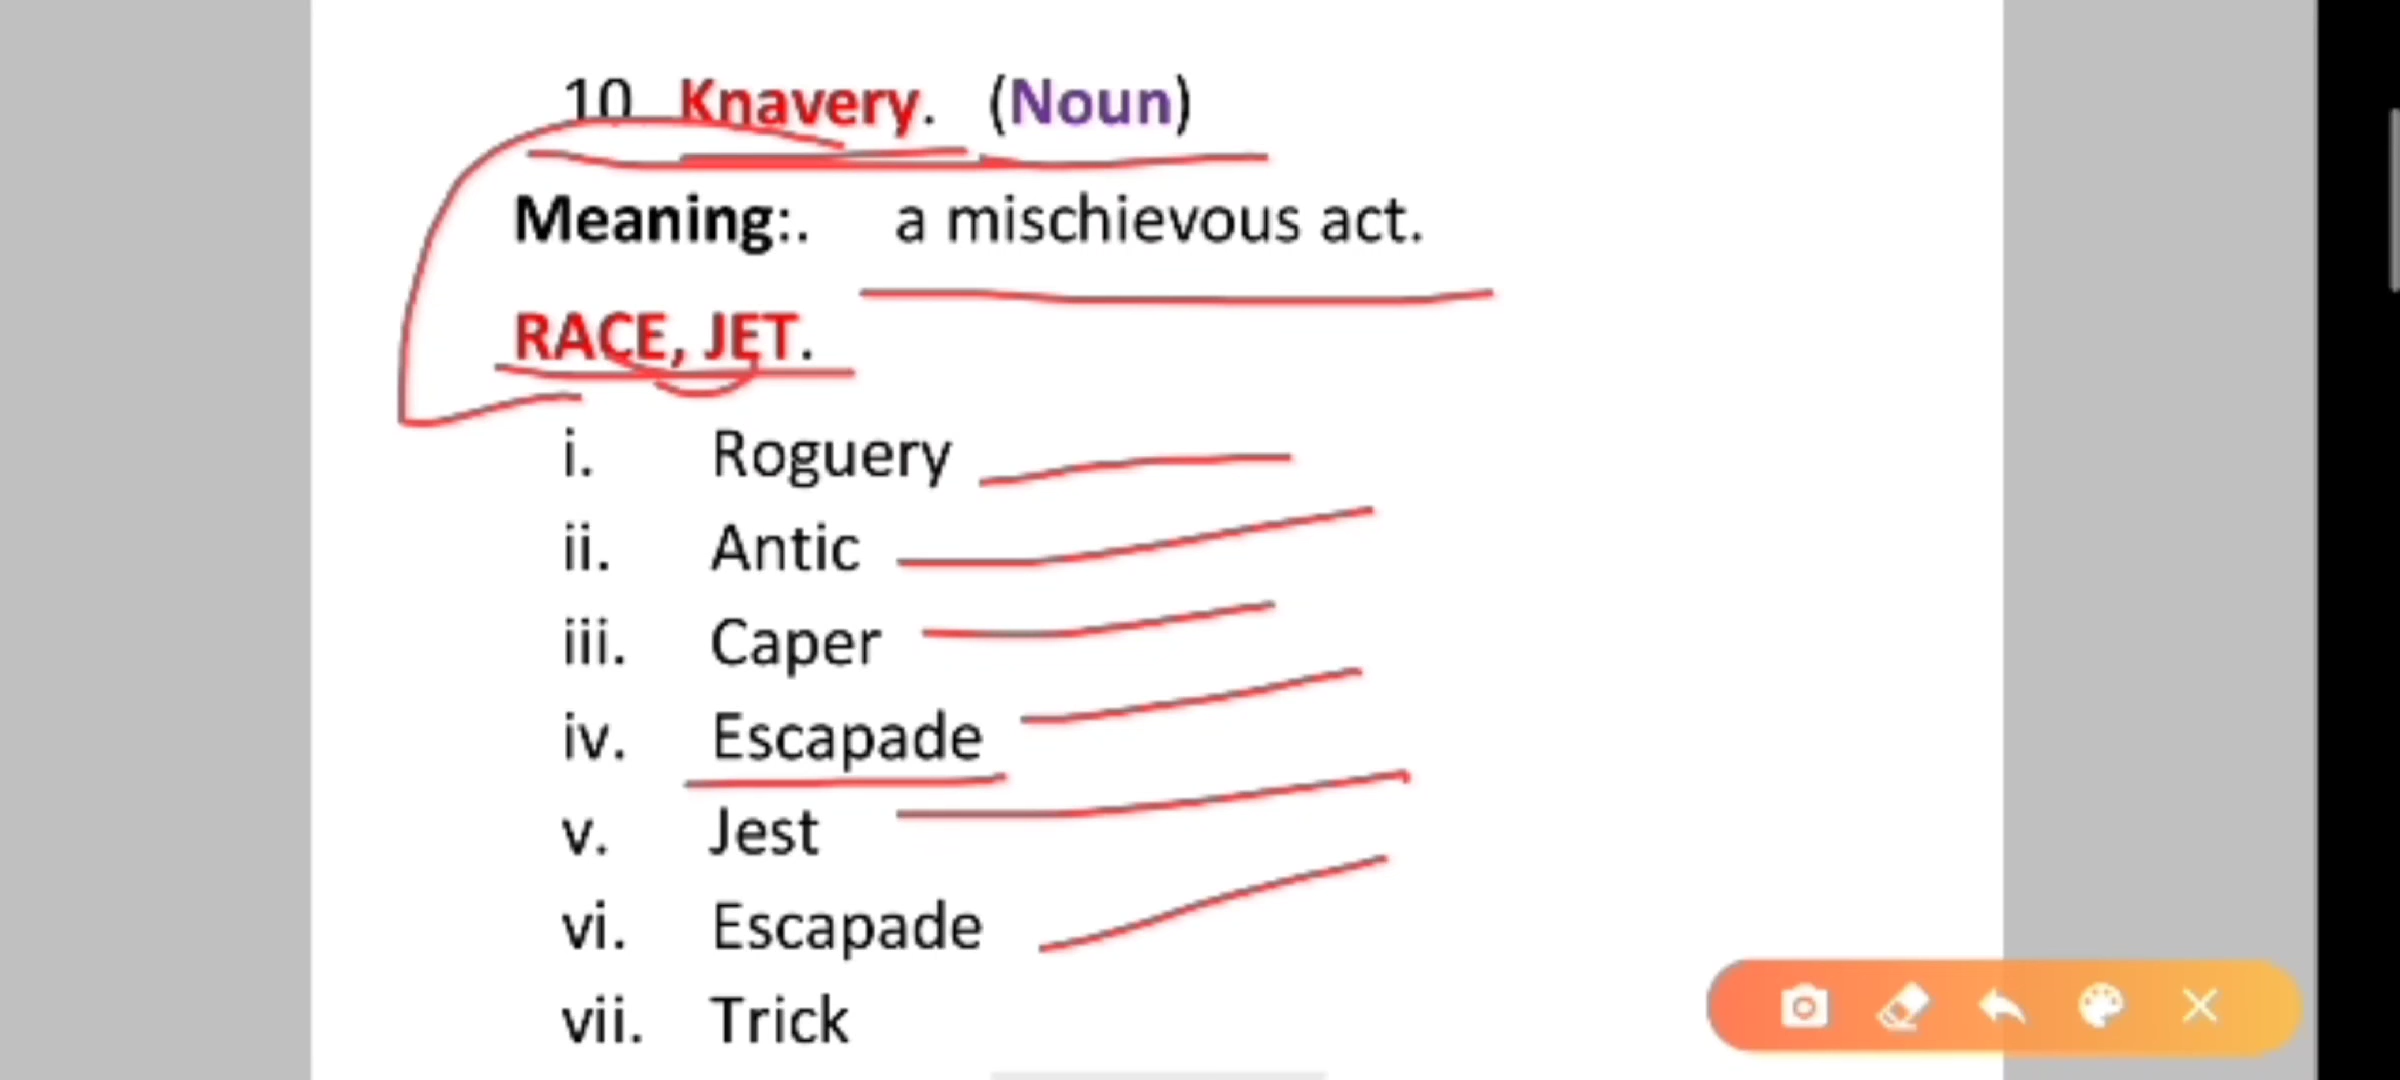 10 Knavery. (Noun)
Meaning:. a mischievous act.
RACE, JET.
i. Roguery
ii. Antic
iii. Caper
iv. Escapade
v. Jest
vi. Escapade
vii. Trick